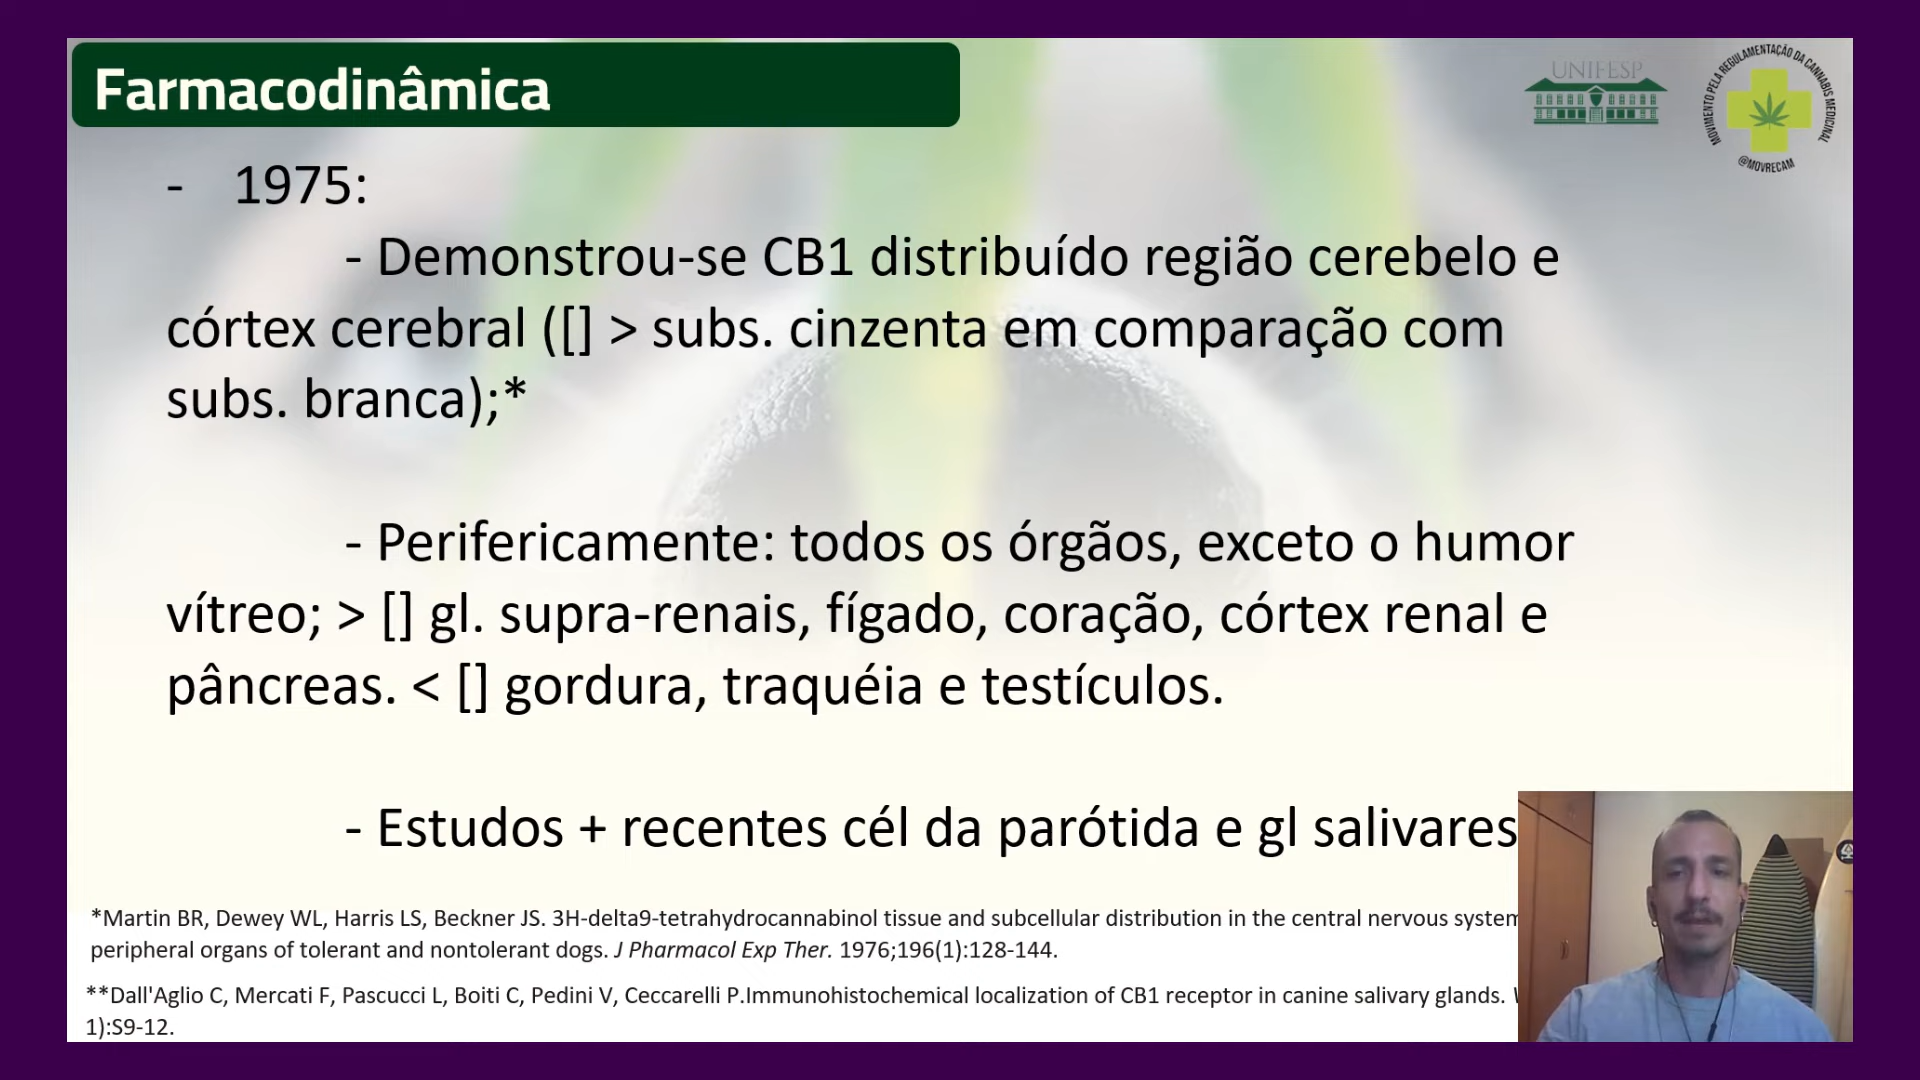 Farmacodinâmica
UNIFESP
MOVIMENTO PELA REGULAMENTAÇÃO DA CANNABIS MEDICINAL
@MOVRECAM
- 1975:
- Demonstrou-se CB1 distribuído região cerebelo e
córtex cerebral ([] > subs. cinzenta em comparação com
subs. branca);*
- Perifericamente: todos os órgãos, exceto o humor
vítreo; > [] gl. supra-renais, fígado, coração, córtex renal e
pâncreas. < [] gordura, traquéia e testículos.
- Estudos + recentes cél da parótida e gl salivares
*Martin BR, Dewey WL, Harris LS, Beckner JS. 3H-delta9-tetrahydrocannabinol tissue and subcellular distribution in the central nervous system
peripheral organs of tolerant and nontolerant dogs. J Pharmacol Exp Ther. 1976;196(1):128-144.
**Dall'Aglio C, Mercati F, Pascucci L, Boiti C, Pedini V, Ceccarelli P.Immunohistochemical localization of CB1 receptor in canine salivary glands.
1):S9-12.